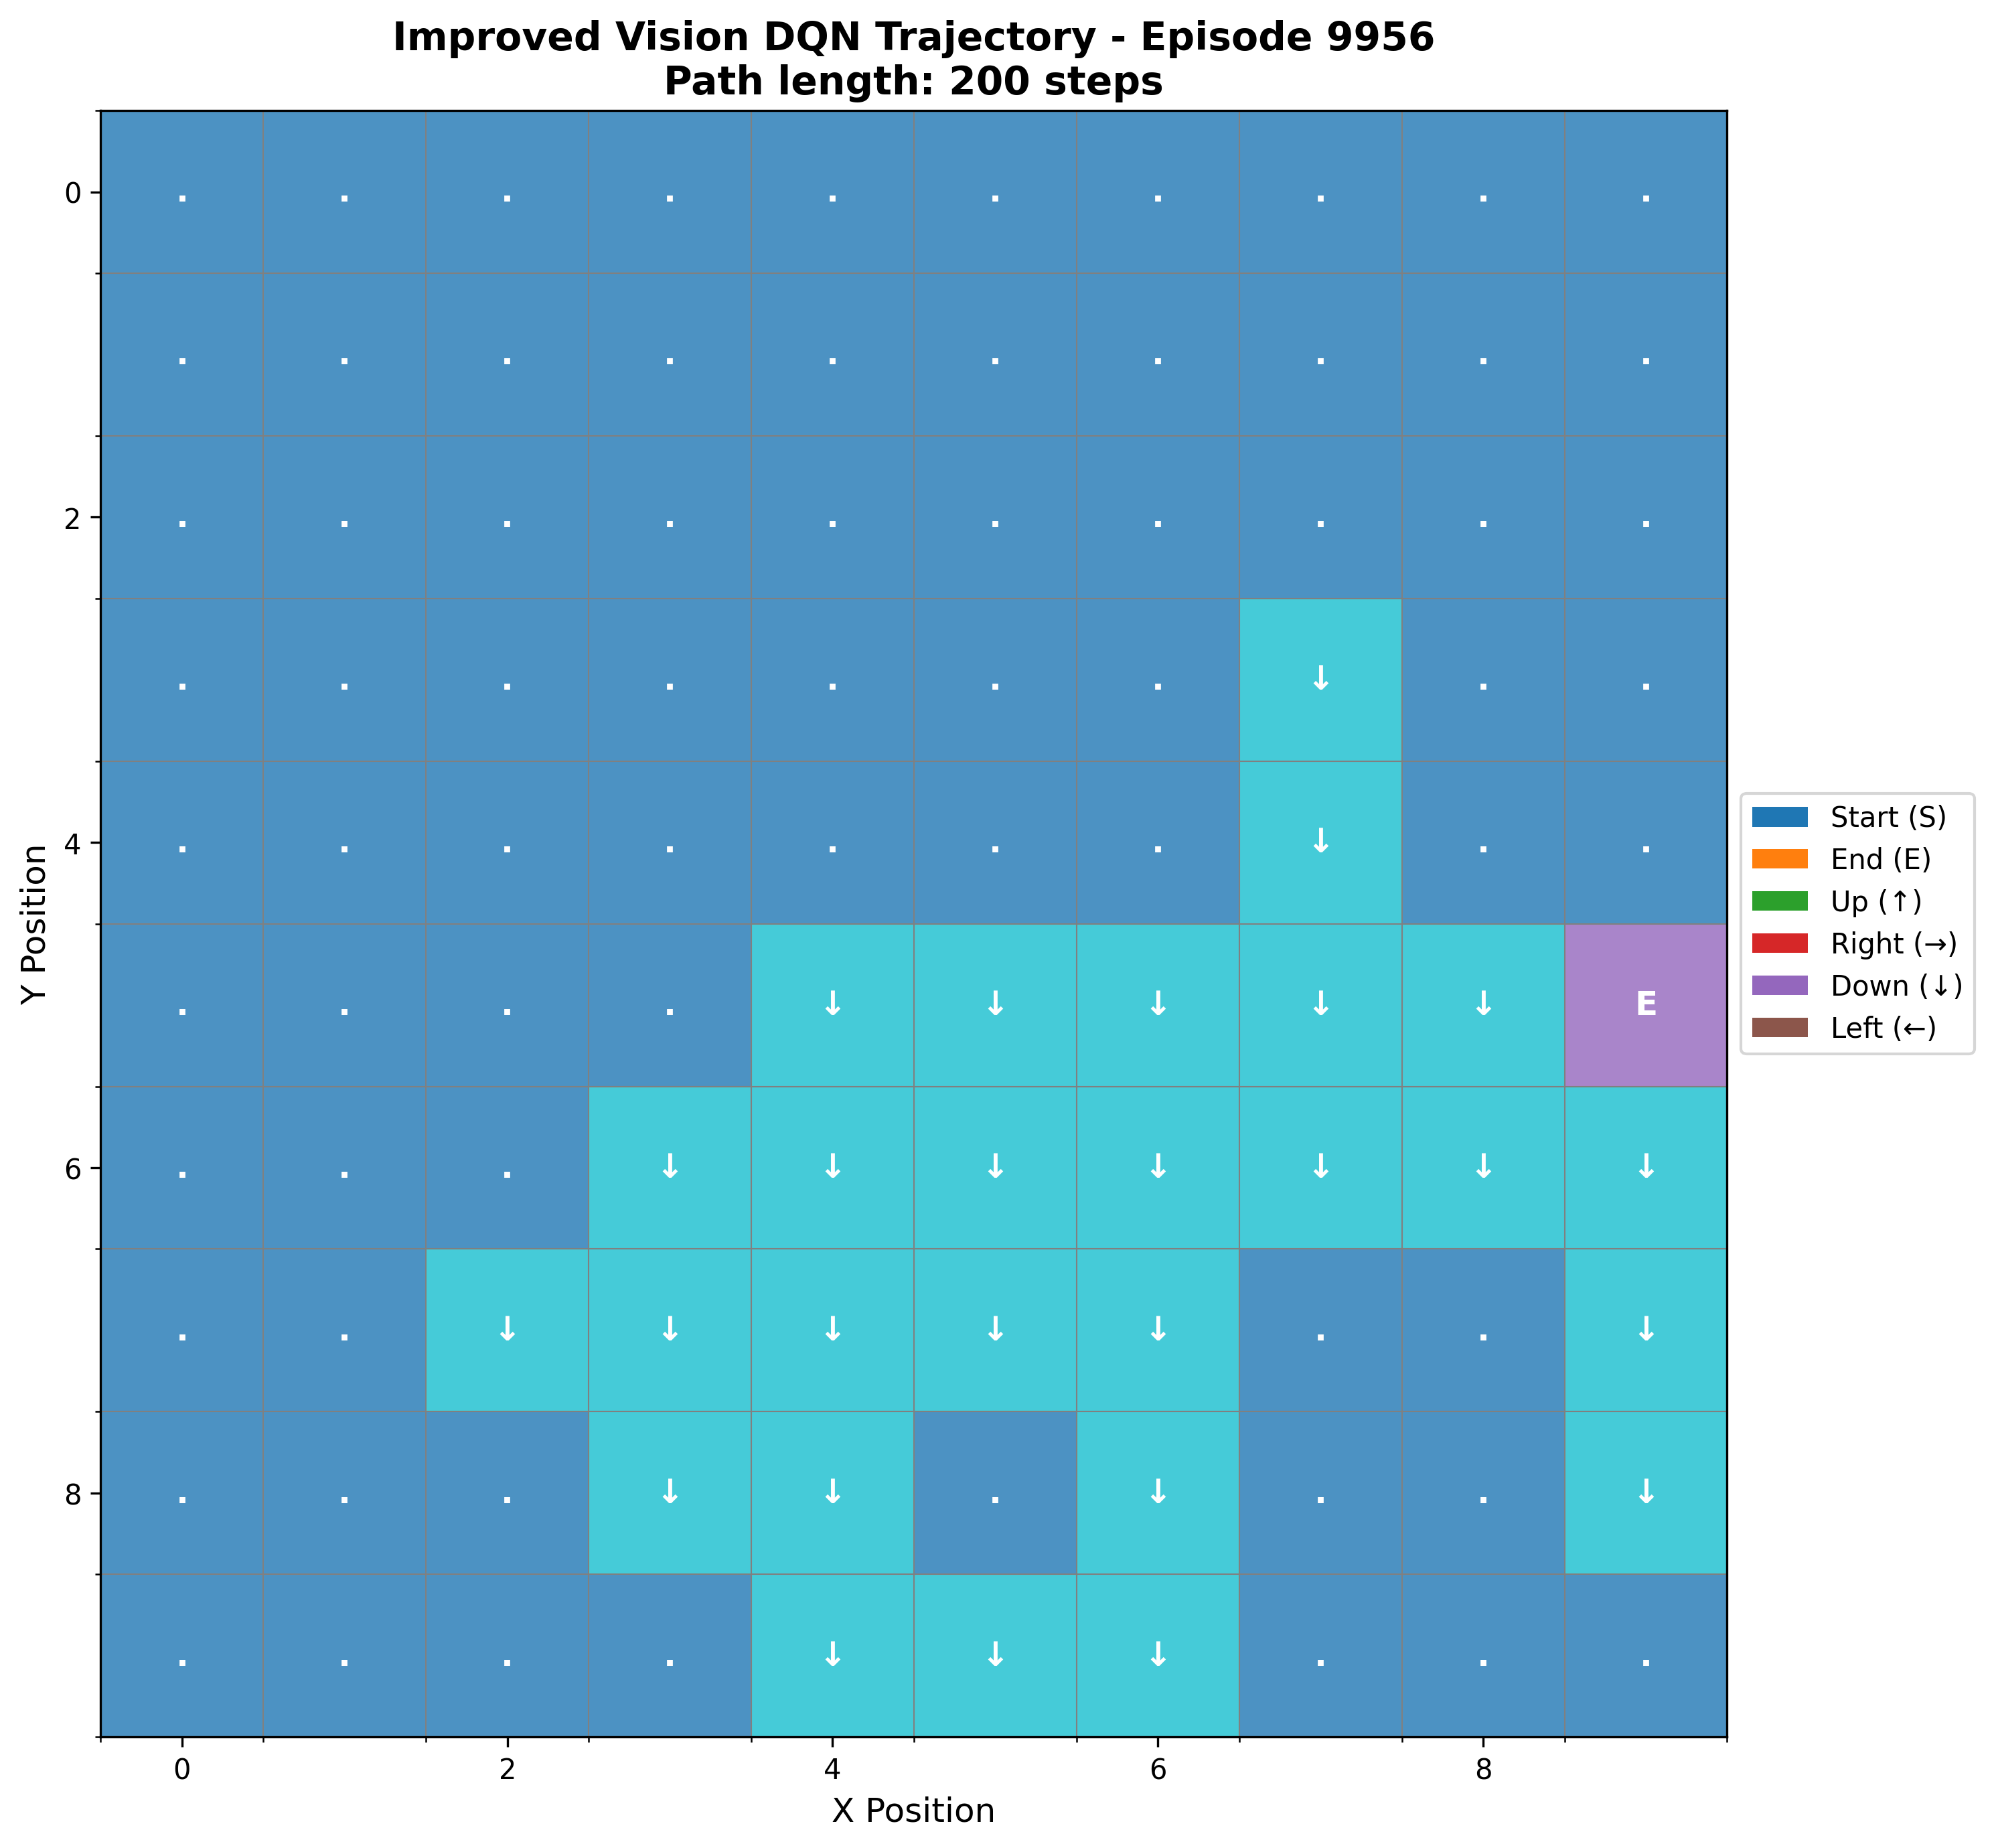 Improved Vision DQN Trajectory - Episode 9956
Path length: 200 steps
0 . . . . . . . . . .
. . . . . . . . . .
2 . . . . . . . . . .
. . . . . . . ↓ . .
4 . . . . . . . ↓ . .
. . . . ↓ ↓ ↓ ↓ ↓ E
6 . . . ↓ ↓ ↓ ↓ ↓ ↓ ↓
. . ↓ ↓ ↓ ↓ ↓ . . ↓
8 . . . ↓ ↓ . ↓ . . ↓
. . . . ↓ ↓ ↓ . . .
0 2 4 6 8
X Position
Y Position
Start (S)
End (E)
Up (↑)
Right (→)
Down (↓)
Left (←)